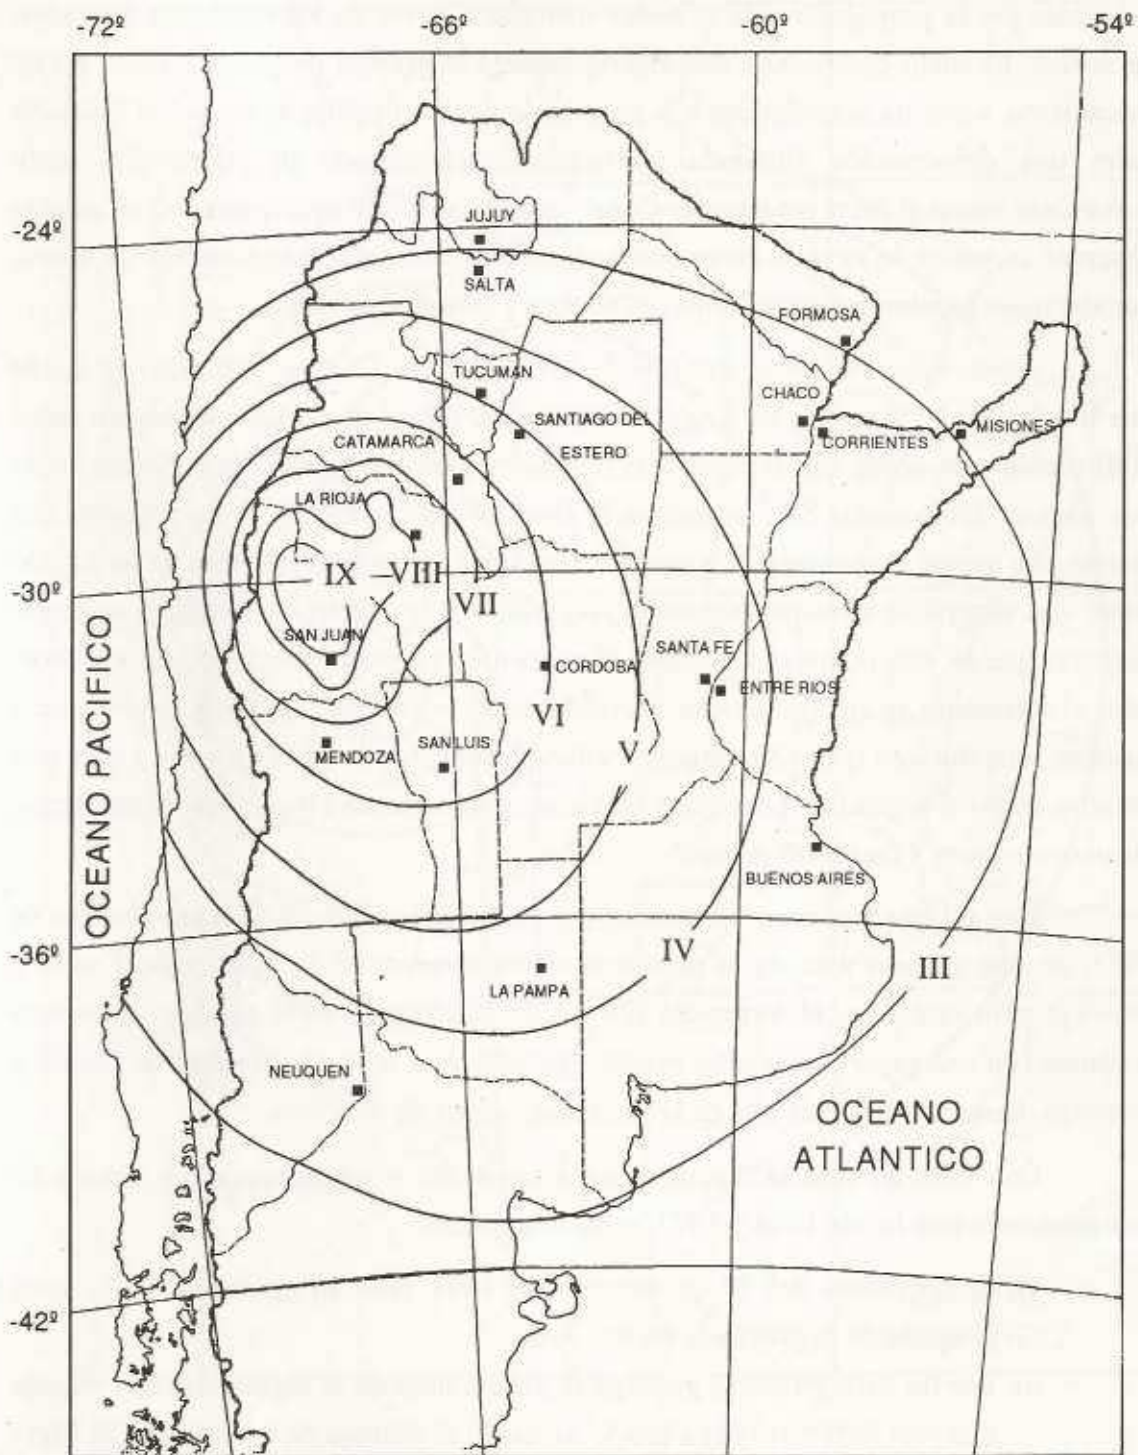 -72º
-66º
-60º
-54º
-24º
JUJUY
SALTA
FORMOSA
TUCUMAN
CHACO
SANTIAGO DEL
ESTERO
CATAMARCA
CORRIENTES
MISIONES
LA RIOJA
-30º
IX
VIII
VII
SAN JUAN
SANTA FE
CORDOBA
ENTRE RIOS
VI
V
SAN LUIS
MENDOZA
OCEANO PACIFICO
BUENOS AIRES
-36º
IV
III
LA PAMPA
NEUQUEN
OCEANO
ATLANTICO
-42º